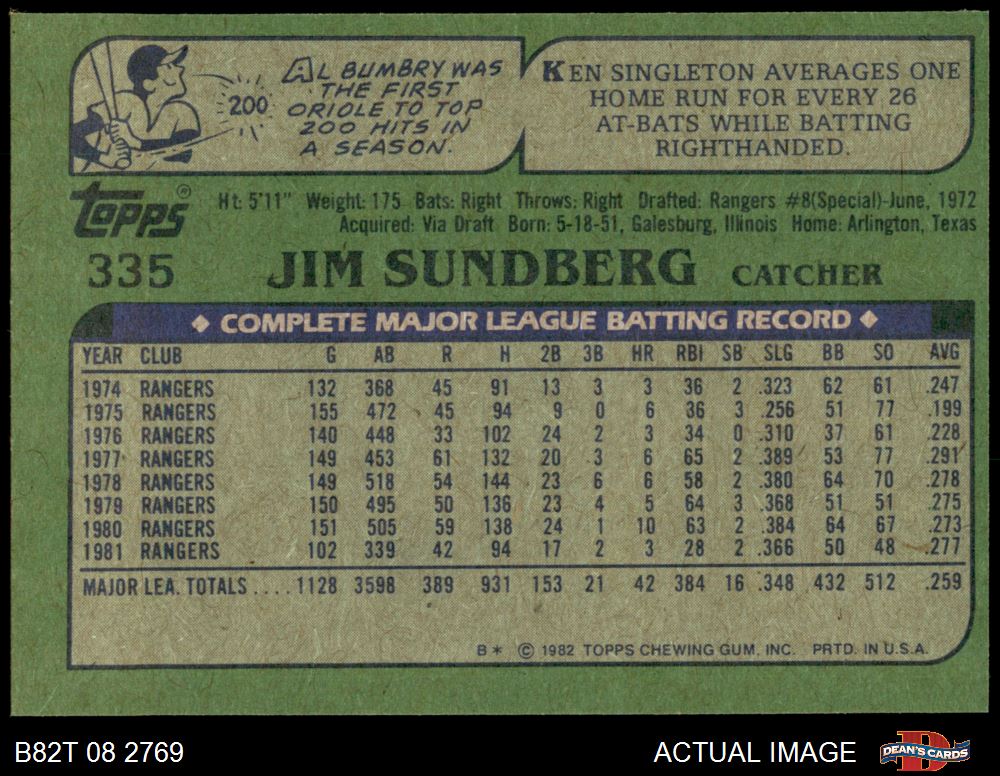 200
AL BUMBRY WAS
THE FIRST
ORIOLE TO TOP
200 HITS IN
A SEASON.
KEN SINGLETON AVERAGES ONE
HOME RUN FOR EVERY 26
AT-BATS WHILE BATTING
RIGHTHANDED.
Topps®
Ht: 5'11" Weight: 175 Bats: Right Throws: Right Drafted: Rangers #8(Special)-June, 1972
Acquired: Via Draft Born: 5-18-51, Galesburg, Illinois Home: Arlington, Texas
335 JIM SUNDBERG CATCHER
◆ COMPLETE MAJOR LEAGUE BATTING RECORD ◆
YEAR CLUB G AB R H 2B 3B HR RBI SB SLG BB SO AVG
1974 RANGERS 132 368 45 91 13 3 3 36 2 .323 62 61 .247
1975 RANGERS 155 472 45 94 9 0 6 36 3 .256 51 77 .199
1976 RANGERS 140 448 33 102 24 2 3 34 0 .310 37 61 .228
1977 RANGERS 149 453 61 132 20 3 6 65 2 .389 53 77 .291
1978 RANGERS 149 518 54 144 23 6 6 58 2 .380 64 70 .278
1979 RANGERS 150 495 50 136 23 4 5 64 3 .368 51 51 .275
1980 RANGERS 151 505 59 138 24 1 10 63 2 .384 64 67 .273
1981 RANGERS 102 339 42 94 17 2 3 28 2 .366 50 48 .277
MAJOR LEA. TOTALS .... 1128 3598 389 931 153 21 42 384 16 .348 432 512 .259
B* © 1982 TOPPS CHEWING GUM, INC. PRTD. IN U.S.A.
B82T 08 2769
ACTUAL IMAGE
D
DEAN'S CARDS